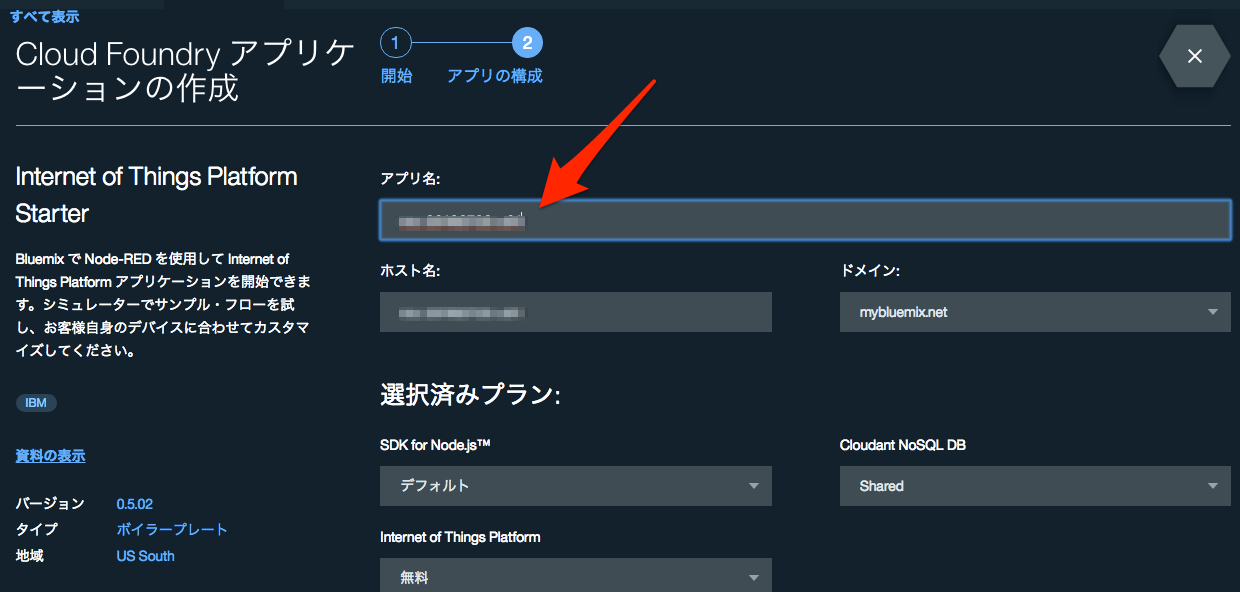 すべて表示
Cloud Foundry アプリケ
ーションの作成
1
2
開始
アプリの構成
Internet of Things Platform
Starter
Bluemix で Node-RED を使用して Internet of
Things Platform アプリケーションを開始できま
す。シミュレーターでサンプル・フローを試
し、お客様自身のデバイスに合わせてカスタマ
イズしてください。
IBM
資料の表示
バージョン 0.5.02
タイプ ボイラープレート
地域 US South
アプリ名:
ホスト名:
ドメイン:
mybluemix.net
選択済みプラン:
SDK for Node.js™
Cloudant NoSQL DB
デフォルト
Shared
Internet of Things Platform
無料